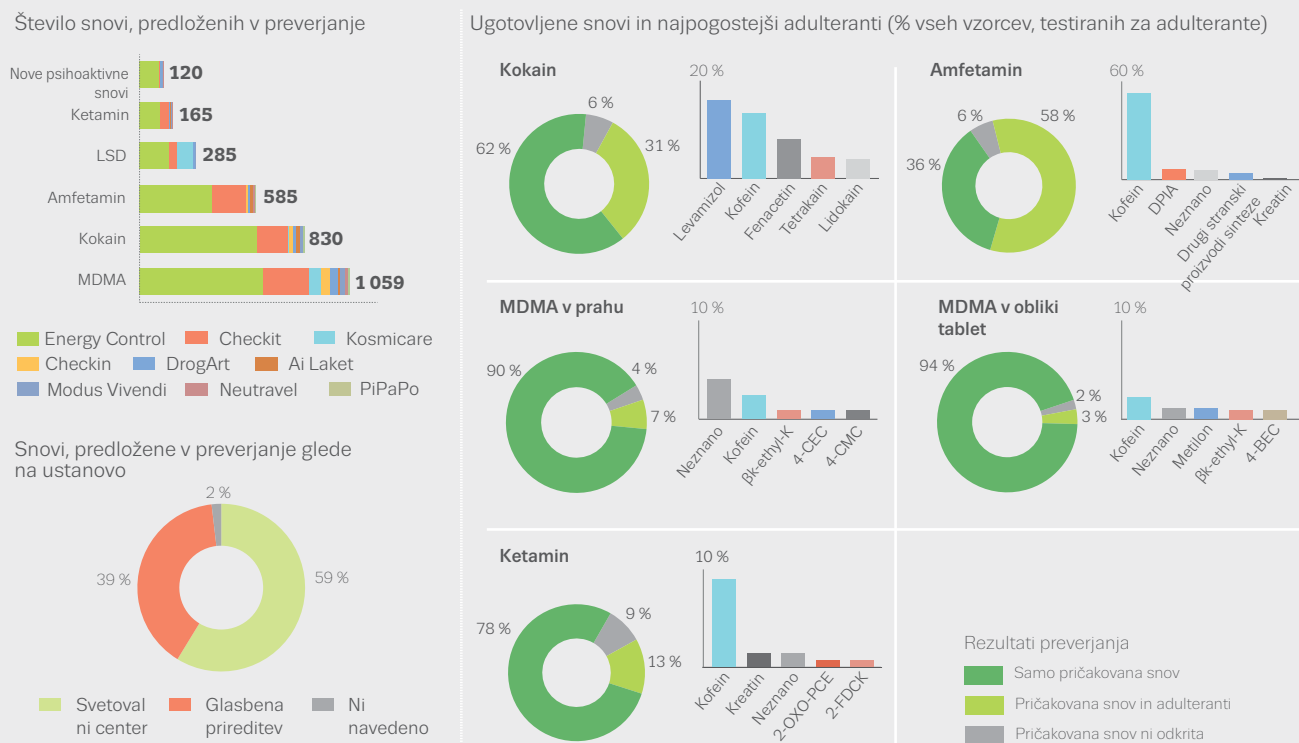 Število snovi, predloženih v preverjanje
Nove psihoaktivne
snovi
120
Ketamin
165
LSD
285
Amfetamin
585
Kokain
830
MDMA
1 059
Energy Control
Checkit
Kosmicare
Checkin
DrogArt
Ai Laket
Modus Vivendi
Neutravel
PiPaPo
Snovi, predložene v preverjanje glede
na ustanovo
2 %
39 %
59 %
Svetoval
ni center
Glasbena
prireditev
Ni
navedeno
Ugotovljene snovi in najpogostejši adulteranti (% vseh vzorcev, testiranih za adulterante)
Kokain
6 %
62 %
31 %
20 %
Levamizol
Kofein
Fenacetin
Tetrakain
Lidokain
Amfetamin
6 %
58 %
36 %
60 %
Kofein
DPIA
Neznano
Drugi stranski
proizvodi sinteze
Kreatin
MDMA v prahu
90 %
4 %
7 %
10 %
Neznano
Kofein
βk-ethyl-K
4-CEC
4-CMC
MDMA v obliki
tablet
94 %
2 %
3 %
10 %
Kofein
Neznano
Metilon
βk-ethyl-K
4-BEC
Ketamin
78 %
9 %
13 %
10 %
Kofein
Kreatin
Neznano
2-OXO-PCE
2-FDCK
Rezultati preverjanja
Samo pričakovana snov
Pričakovana snov in adulteranti
Pričakovana snov ni odkrita